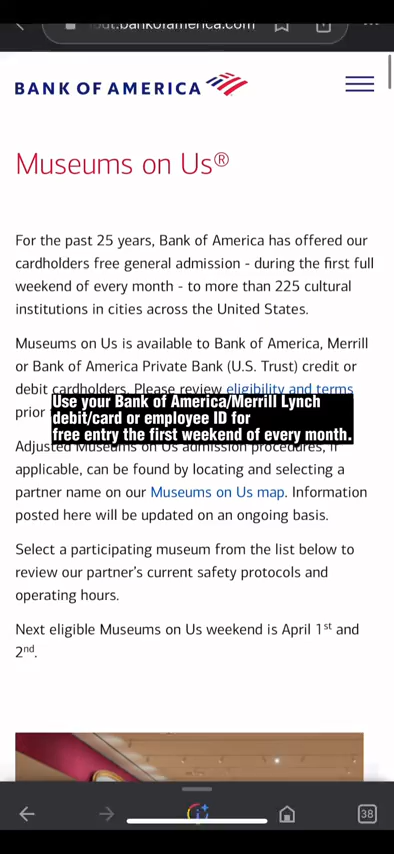 BANK OF AMERICA
Museums on Us®
For the past 25 years, Bank of America has offered our
cardholders free general admission - during the first full
weekend of every month - to more than 225 cultural
institutions in cities across the United States.
Museums on Us is available to Bank of America, Merrill
or Bank of America Private Bank (U.S. Trust) credit or
debit cardholders. Please review eligibility and terms
prior
Use your Bank of America/Merrill Lynch
debit/card or employee ID for
free entry the first weekend of every month.
Adjusted Museums on Us admission procedures, if
applicable, can be found by locating and selecting a
partner name on our Museums on Us map. Information
posted here will be updated on an ongoing basis.
Select a participating museum from the list below to
review our partner's current safety protocols and
operating hours.
Next eligible Museums on Us weekend is April 1st and
2nd.
38